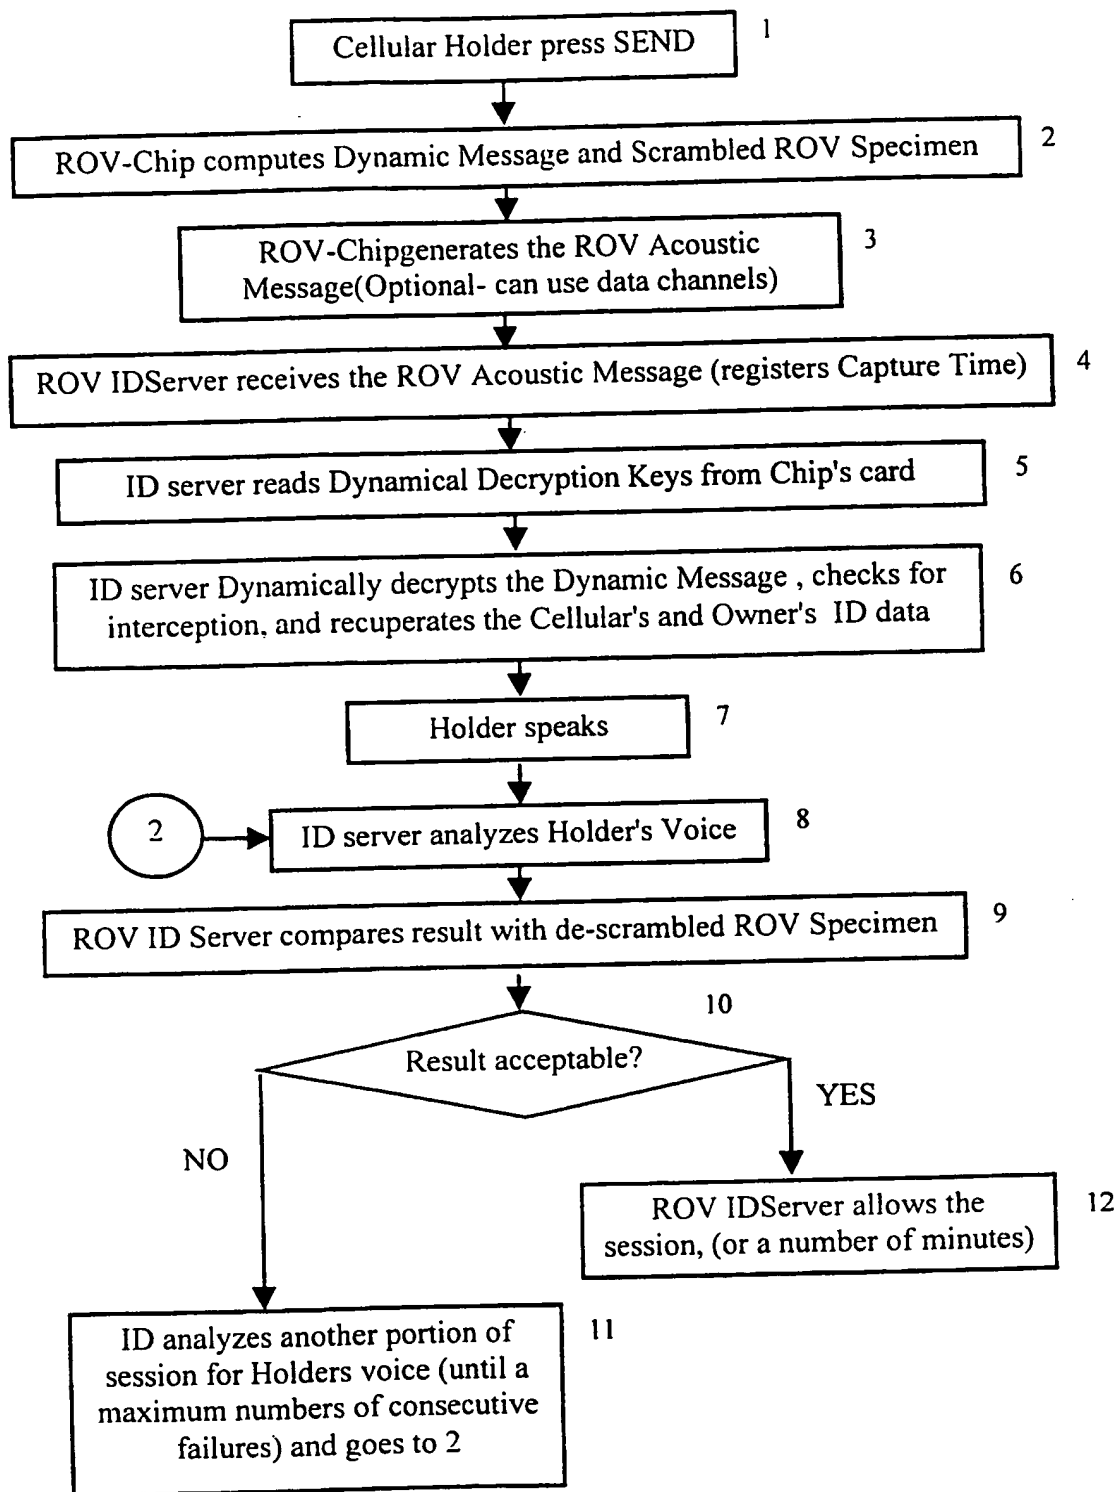 Cellular Holder press SEND
1
ROV-Chip computes Dynamic Message and Scrambled ROV Specimen
2
ROV-Chipgenerates the ROV Acoustic
Message(Optional- can use data channels)
3
ROV IDServer receives the ROV Acoustic Message (registers Capture Time)
4
ID server reads Dynamical Decryption Keys from Chip's card
5
ID server Dynamically decrypts the Dynamic Message , checks for
interception, and recuperates the Cellular's and Owner's ID data
6
Holder speaks
7
2
ID server analyzes Holder's Voice
8
ROV ID Server compares result with de-scrambled ROV Specimen
9
10
Result acceptable?
YES
NO
ROV IDServer allows the
session, (or a number of minutes)
12
ID analyzes another portion of
session for Holders voice (until a
maximum numbers of consecutive
failures) and goes to 2
11